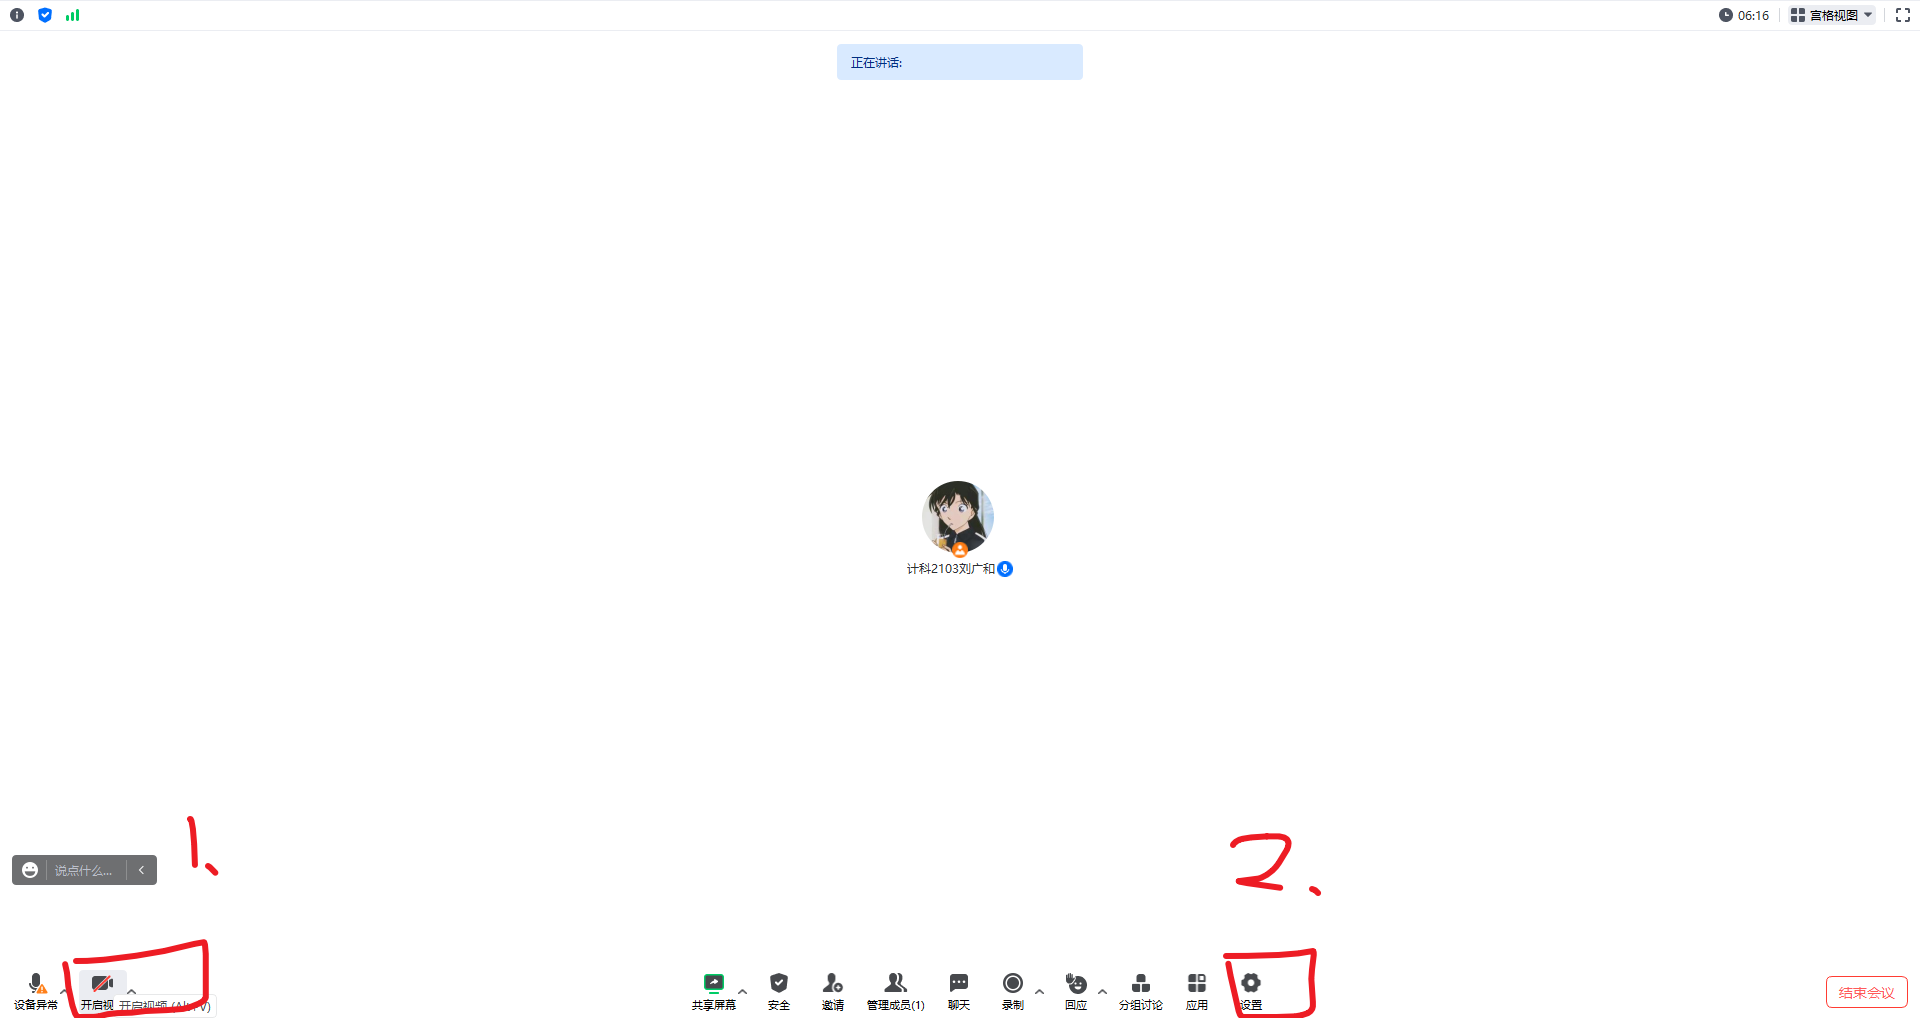 06:16 宫格视图
正在讲话:
计科2103刘广和
1、
2、
说点什么...
设备异常 开启视 开启视频 (Alt+V) 共享屏幕 安全 邀请 管理成员(1) 聊天 录制 回应 分组讨论 应用 设置 结束会议